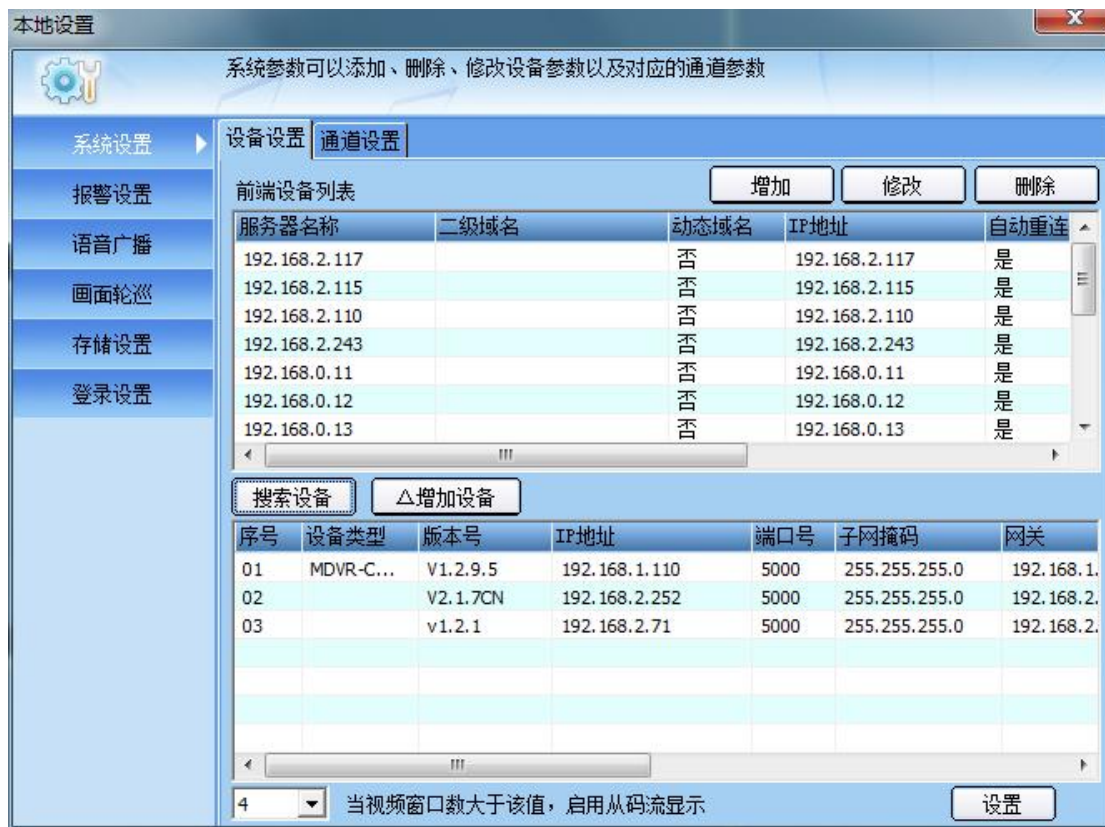 本地设置
系统参数可以添加、删除、修改设备参数以及对应的通道参数
系统设置
报警设置
语音广播
画面轮巡
存储设置
登录设置
设备设置 通道设置
前端设备列表 增加 修改 删除
服务器名称 二级域名 动态域名 IP地址 自动重连
192.168.2.117 否 192.168.2.117 是
192.168.2.115 否 192.168.2.115 是
192.168.2.110 否 192.168.2.110 是
192.168.2.243 否 192.168.2.243 是
192.168.0.11 否 192.168.0.11 是
192.168.0.12 否 192.168.0.12 是
192.168.0.13 否 192.168.0.13 是
搜索设备 △增加设备
序号 设备类型 版本号 IP地址 端口号 子网掩码 网关
01 MDVR-C... V1.2.9.5 192.168.1.110 5000 255.255.255.0 192.168.1.
02 V2.1.7CN 192.168.2.252 5000 255.255.255.0 192.168.2.
03 v1.2.1 192.168.2.71 5000 255.255.255.0 192.168.2.
4 当视频窗口数大于该值，启用从码流显示 设置